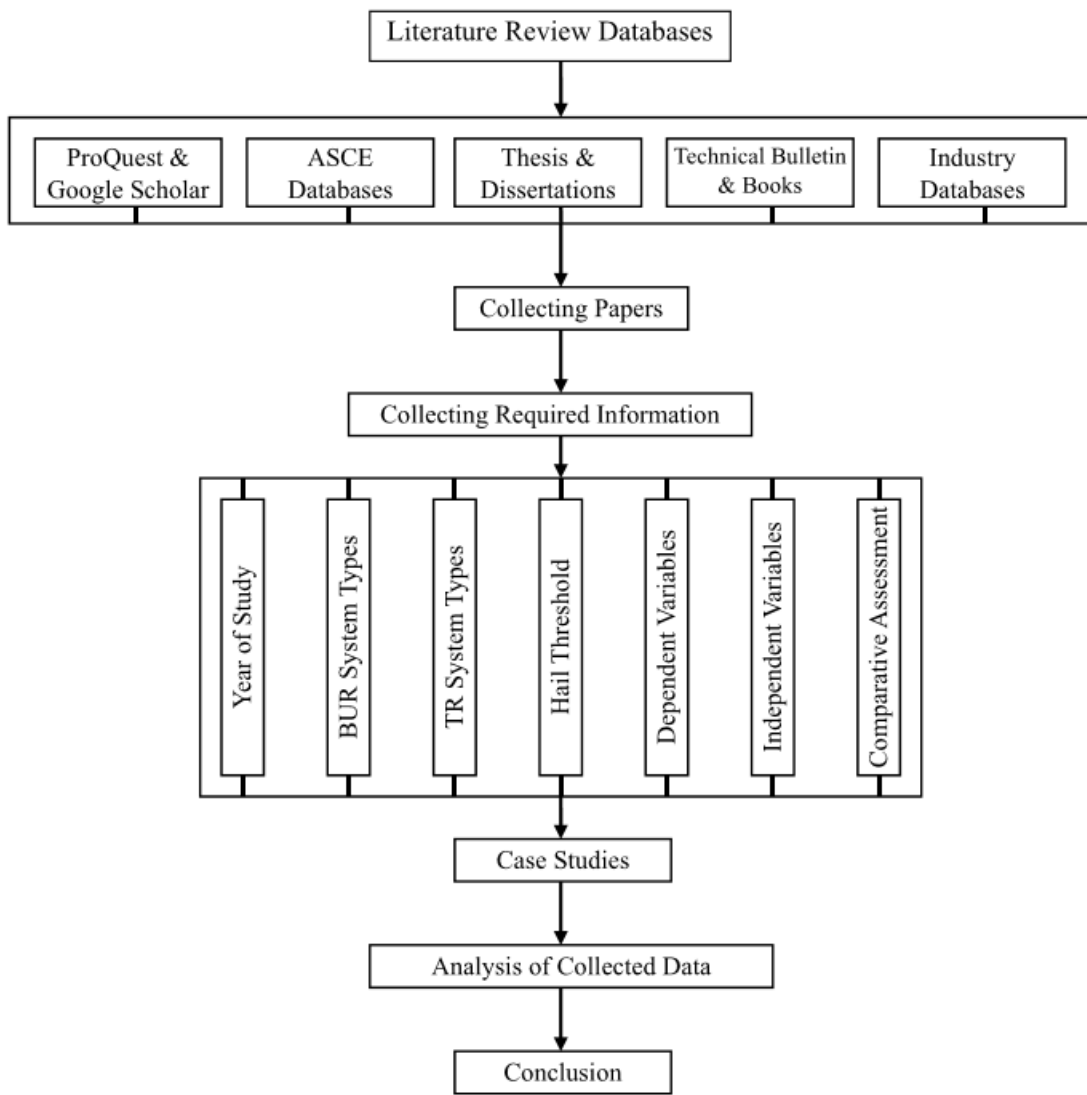 Literature Review Databases
ProQuest &
Google Scholar
ASCE
Databases
Thesis &
Dissertations
Technical Bulletin
& Books
Industry
Databases
Collecting Papers
Collecting Required Information
Year of Study
BUR System Types
TR System Types
Hail Threshold
Dependent Variables
Independent Variables
Comparative Assessment
Case Studies
Analysis of Collected Data
Conclusion